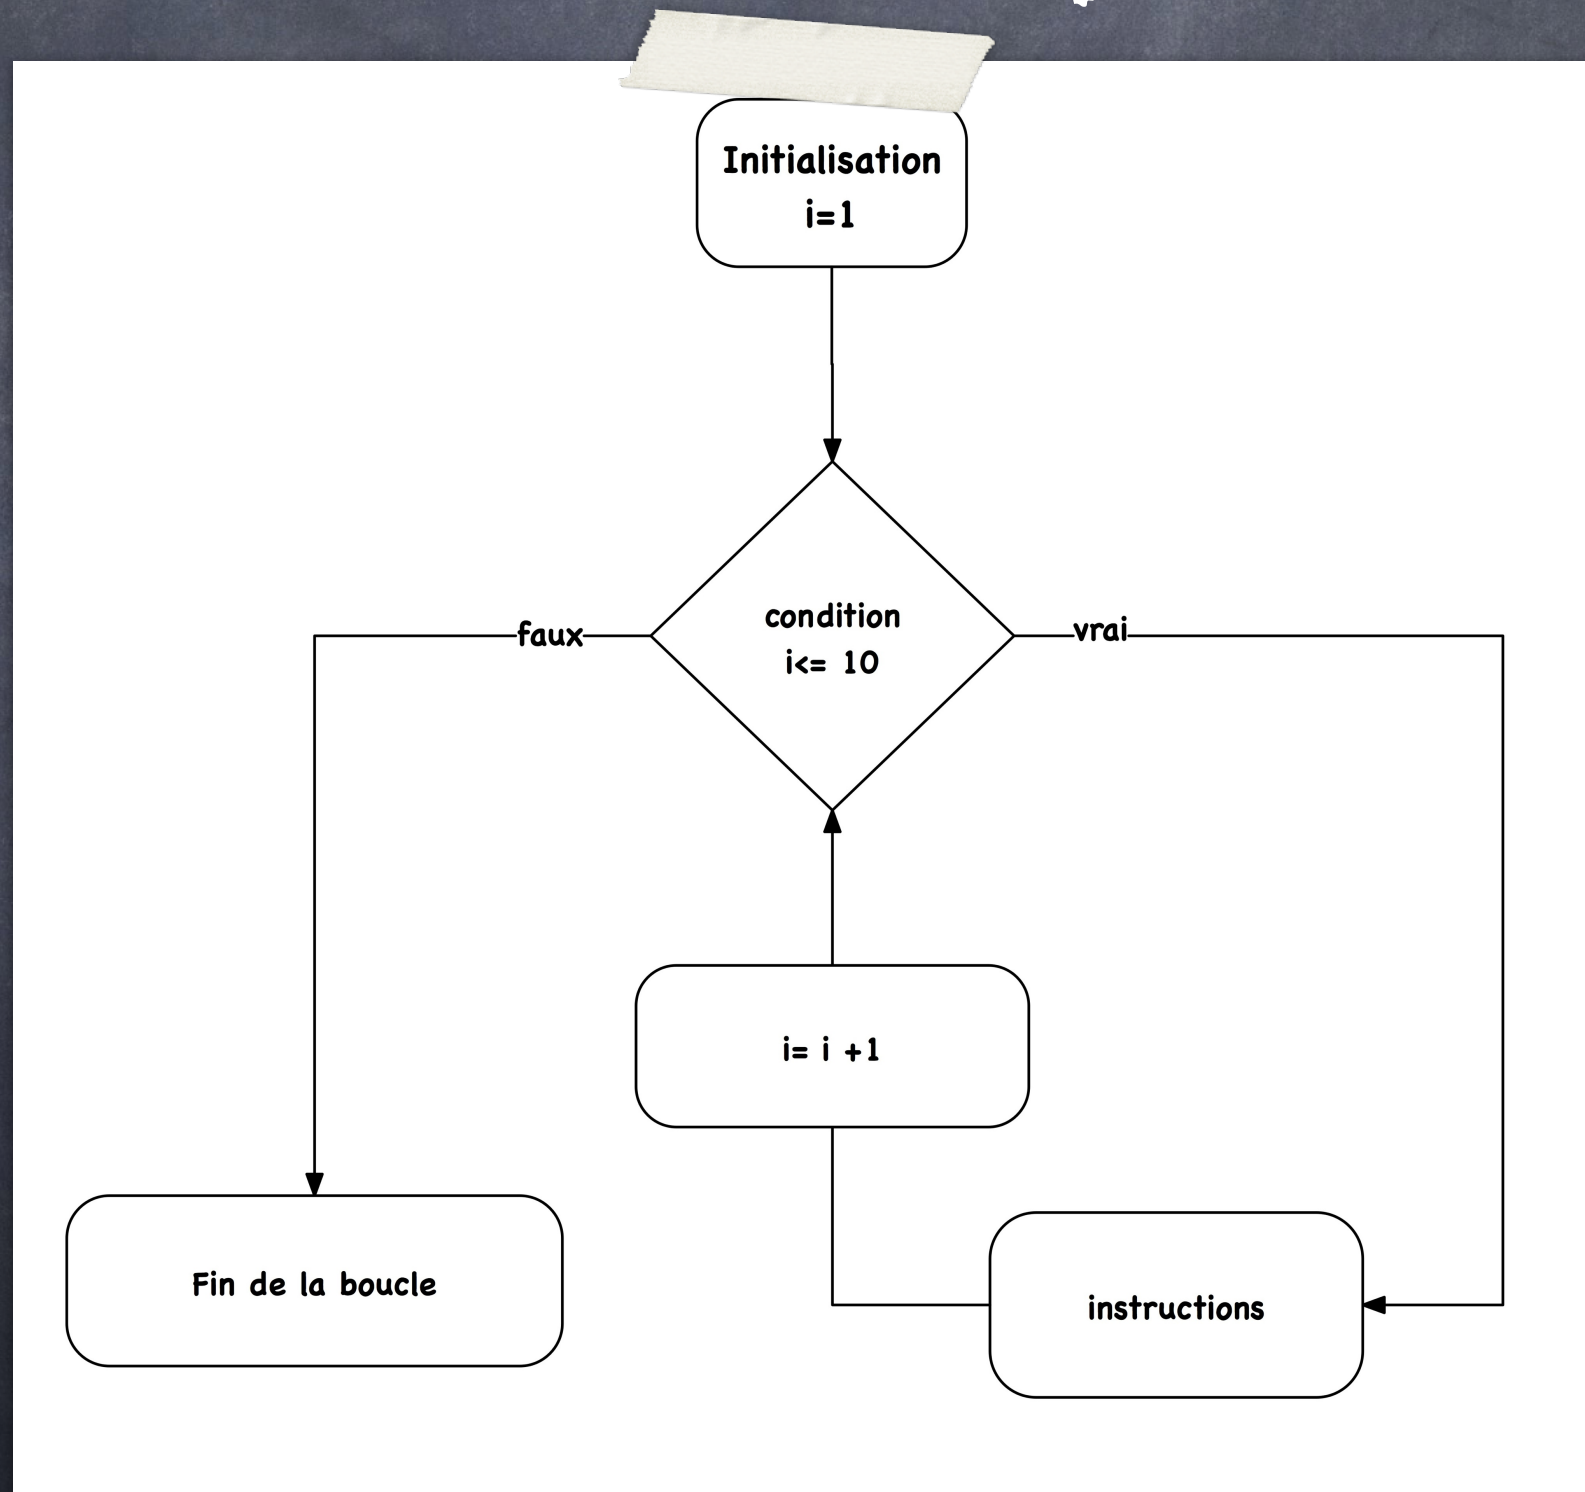 Initialisation
i=1
condition
i<= 10
faux
vrai
i= i +1
Fin de la boucle
instructions